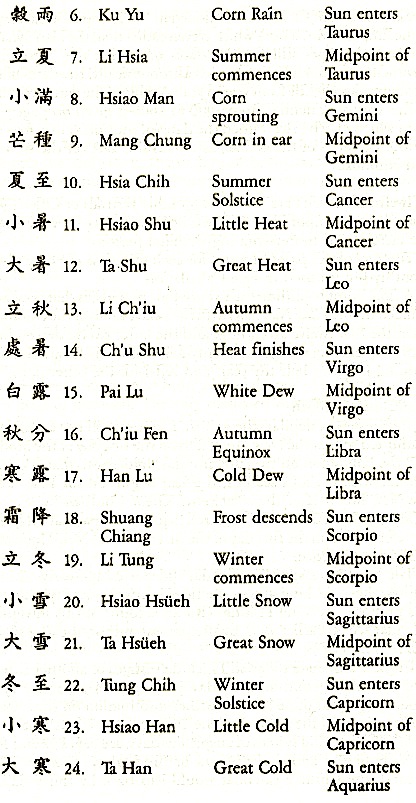 穀雨 6. Ku Yu Corn Rain Sun enters
Taurus
立夏 7. Li Hsia Summer Midpoint of
commences Taurus
小滿 8. Hsiao Man Corn Sun enters
sprouting Gemini
芒種 9. Mang Chung Corn in ear Midpoint of
Gemini
夏至 10. Hsia Chih Summer Sun enters
Solstice Cancer
小暑 11. Hsiao Shu Little Heat Midpoint of
Cancer
大暑 12. Ta Shu Great Heat Sun enters
Leo
立秋 13. Li Ch'iu Autumn Midpoint of
commences Leo
處暑 14. Ch'u Shu Heat finishes Sun enters
Virgo
白露 15. Pai Lu White Dew Midpoint of
Virgo
秋分 16. Ch'iu Fen Autumn Sun enters
Equinox Libra
寒露 17. Han Lu Cold Dew Midpoint of
Libra
霜降 18. Shuang Frost descends Sun enters
Chiang Scorpio
立冬 19. Li Tung Winter Midpoint of
commences Scorpio
小雪 20. Hsiao Hsüeh Little Snow Sun enters
Sagittarius
大雪 21. Ta Hsüeh Great Snow Midpoint of
Sagittarius
冬至 22. Tung Chih Winter Sun enters
Solstice Capricorn
小寒 23. Hsiao Han Little Cold Midpoint of
Capricorn
大寒 24. Ta Han Great Cold Sun enters
Aquarius